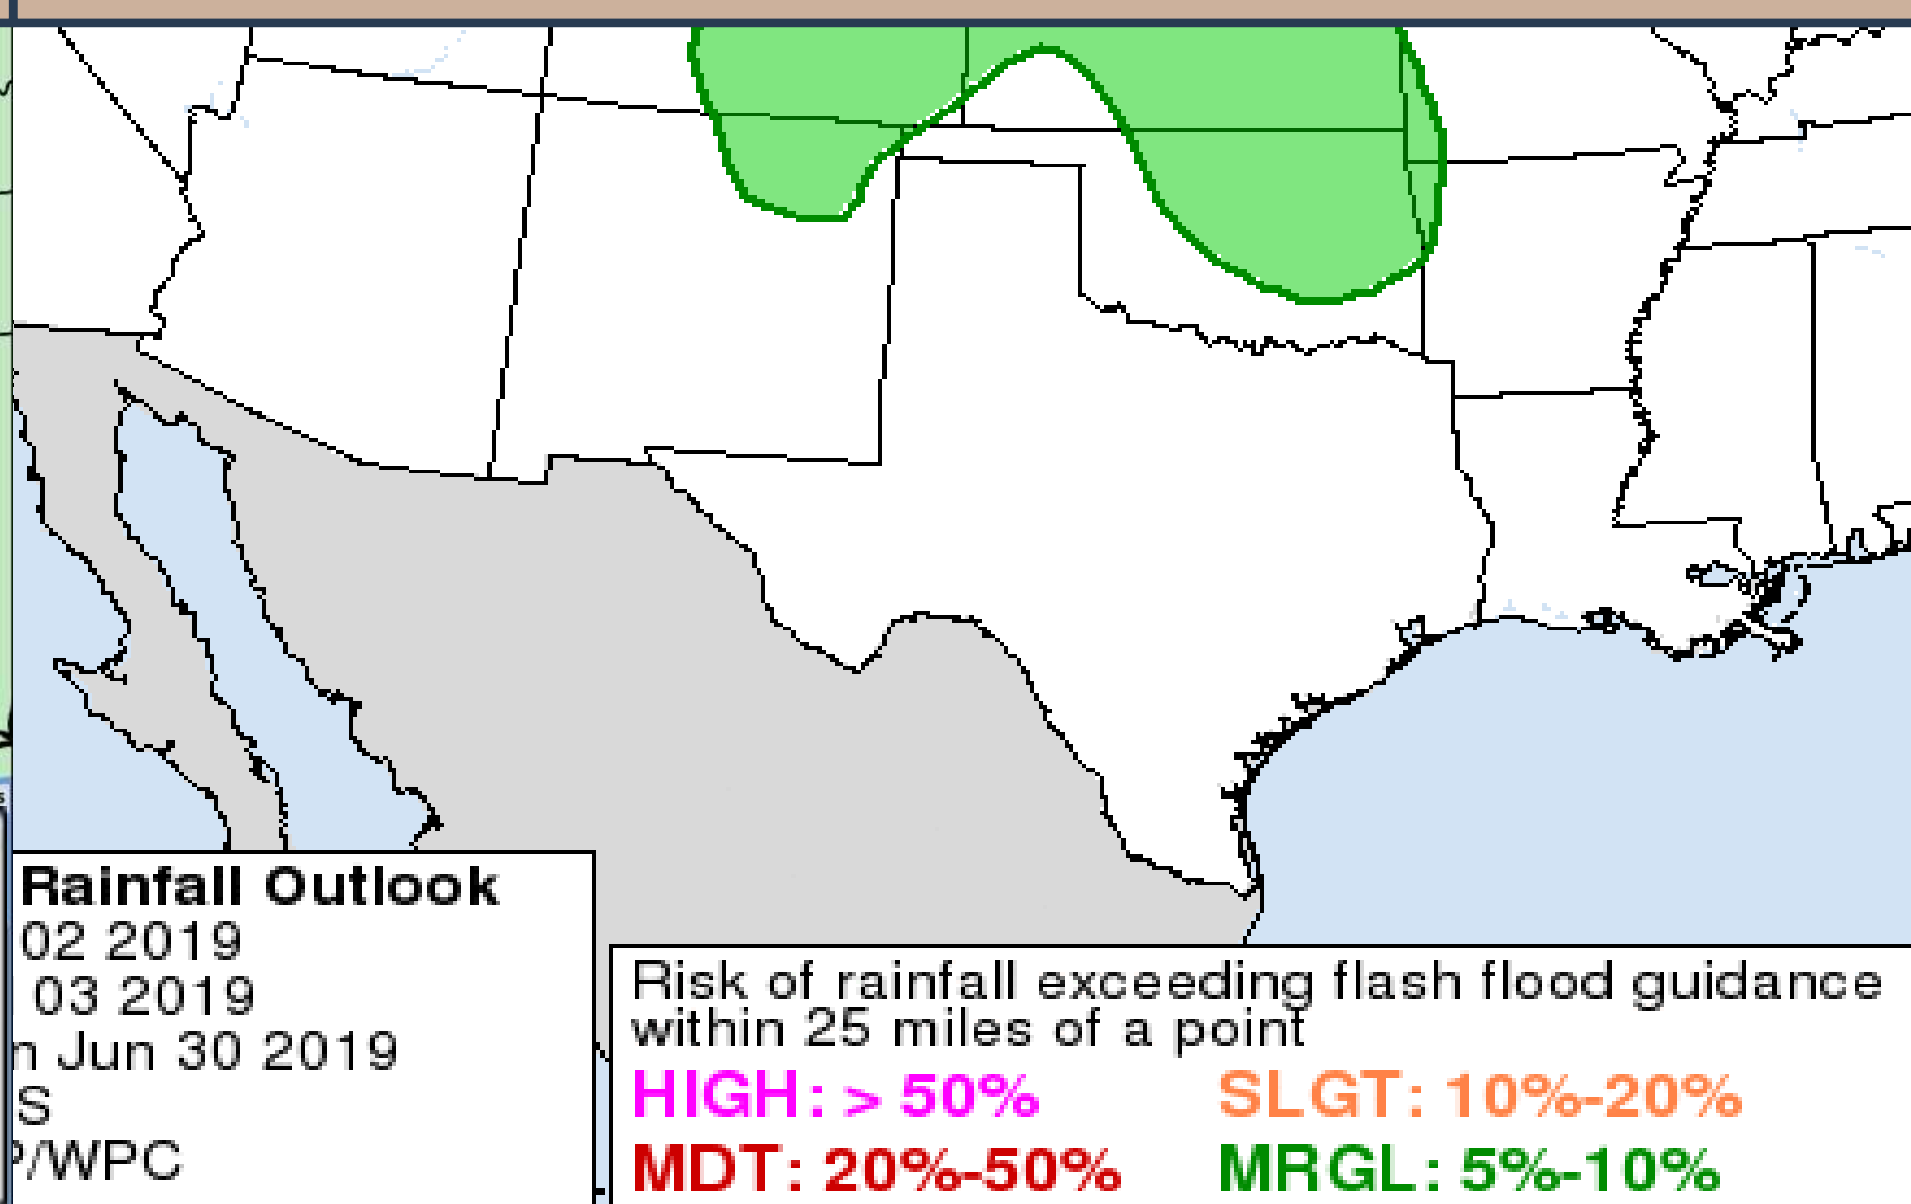 Rainfall Outlook
02 2019
03 2019
n Jun 30 2019
S
P/WPC
Risk of rainfall exceeding flash flood guidance
within 25 miles of a point
HIGH: > 50%
SLGT: 10%-20%
MDT: 20%-50%
MRGL: 5%-10%